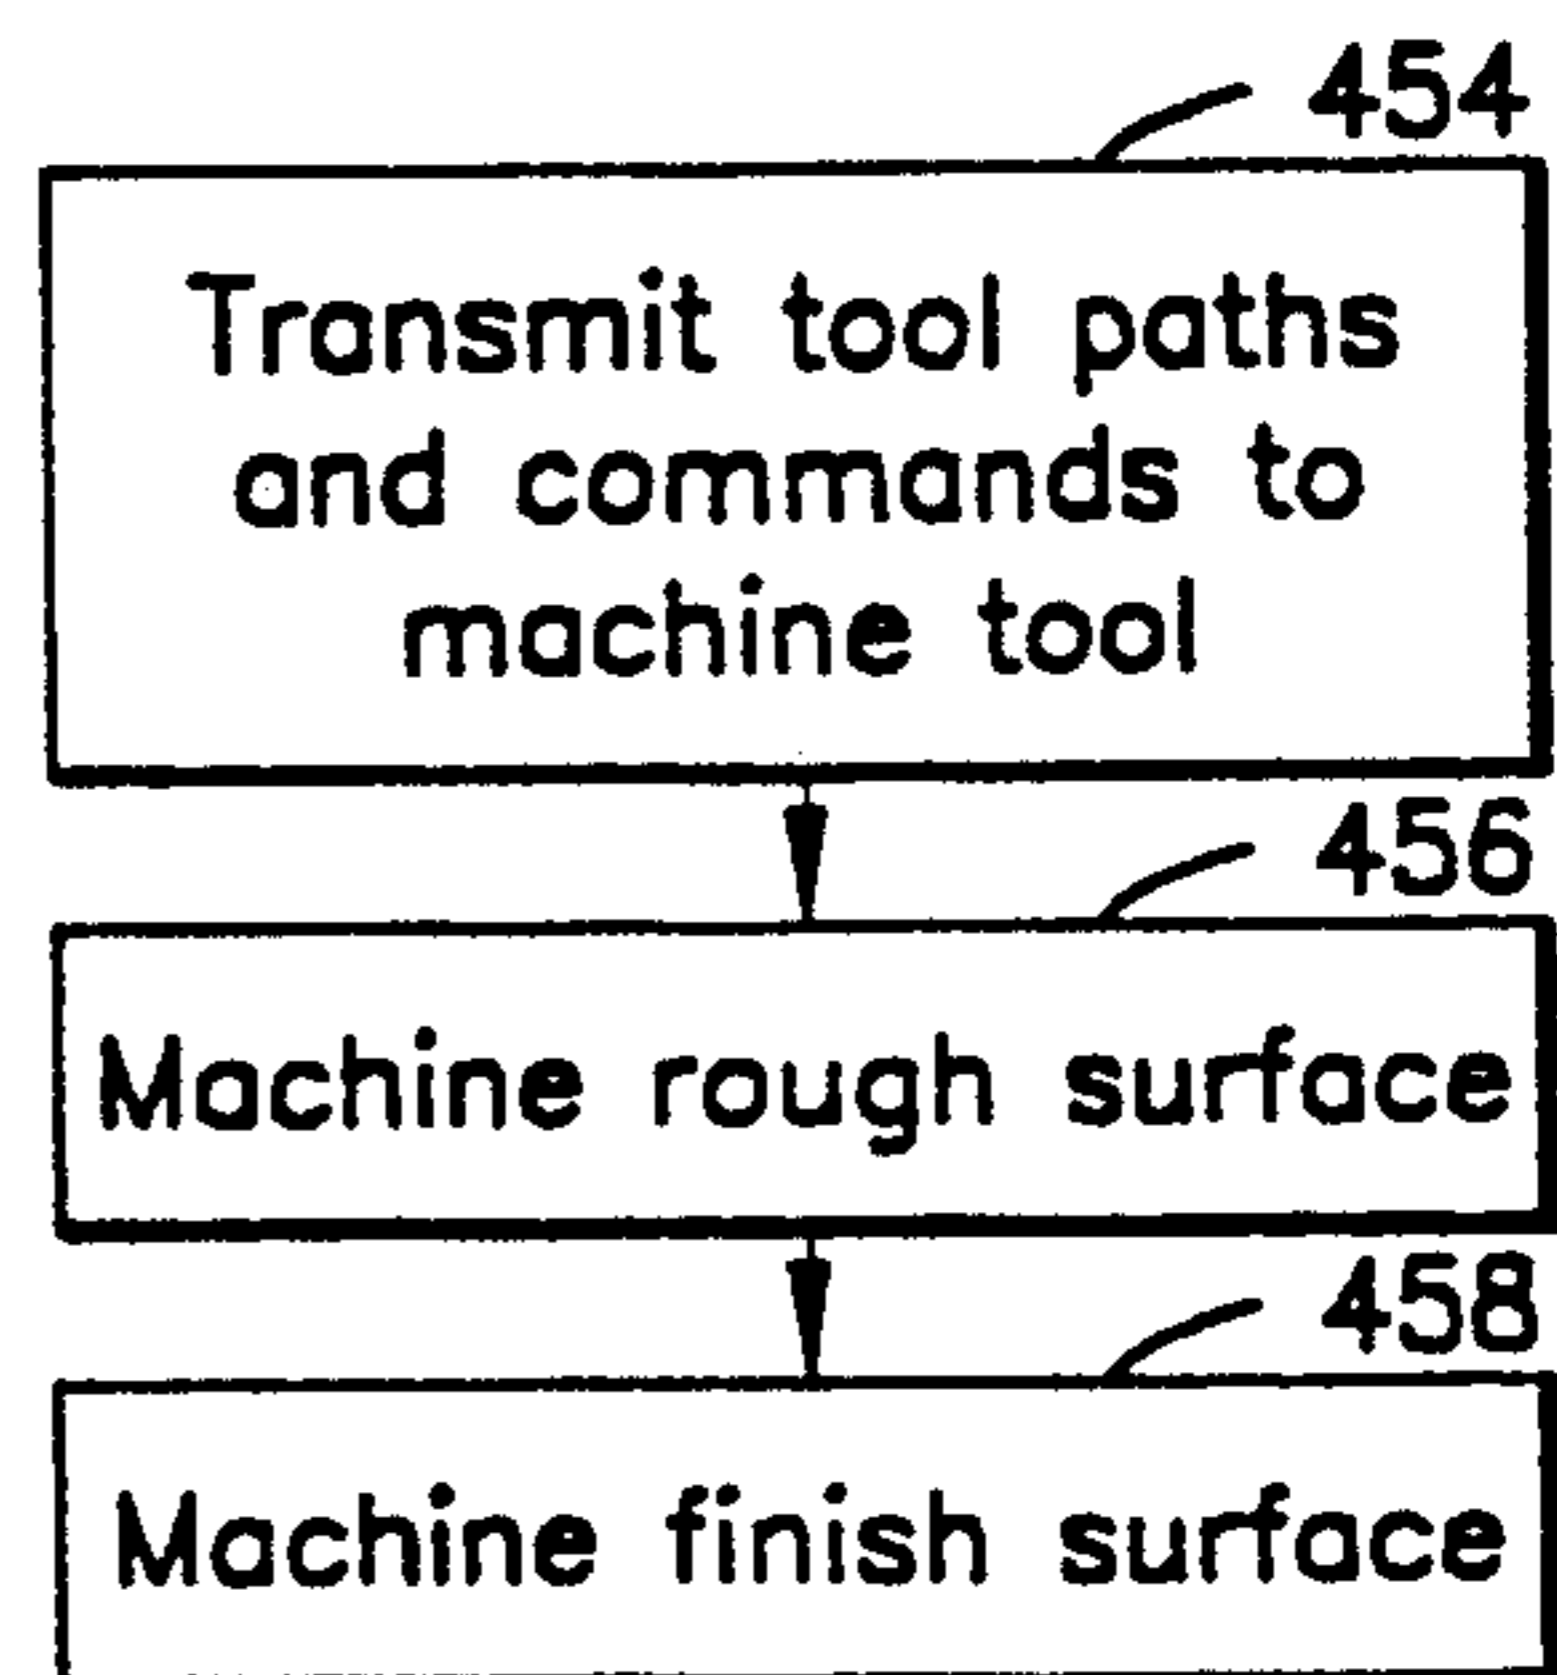 454
Transmit tool paths
and commands to
machine tool
456
Machine rough surface
458
Machine finish surface